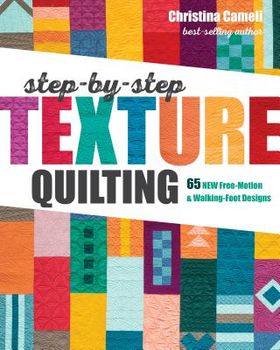 Christina Cameli
best-selling author
step-by-step
TEXTURE
QUILTING
65 NEW Free-Motion
& Walking-Foot Designs